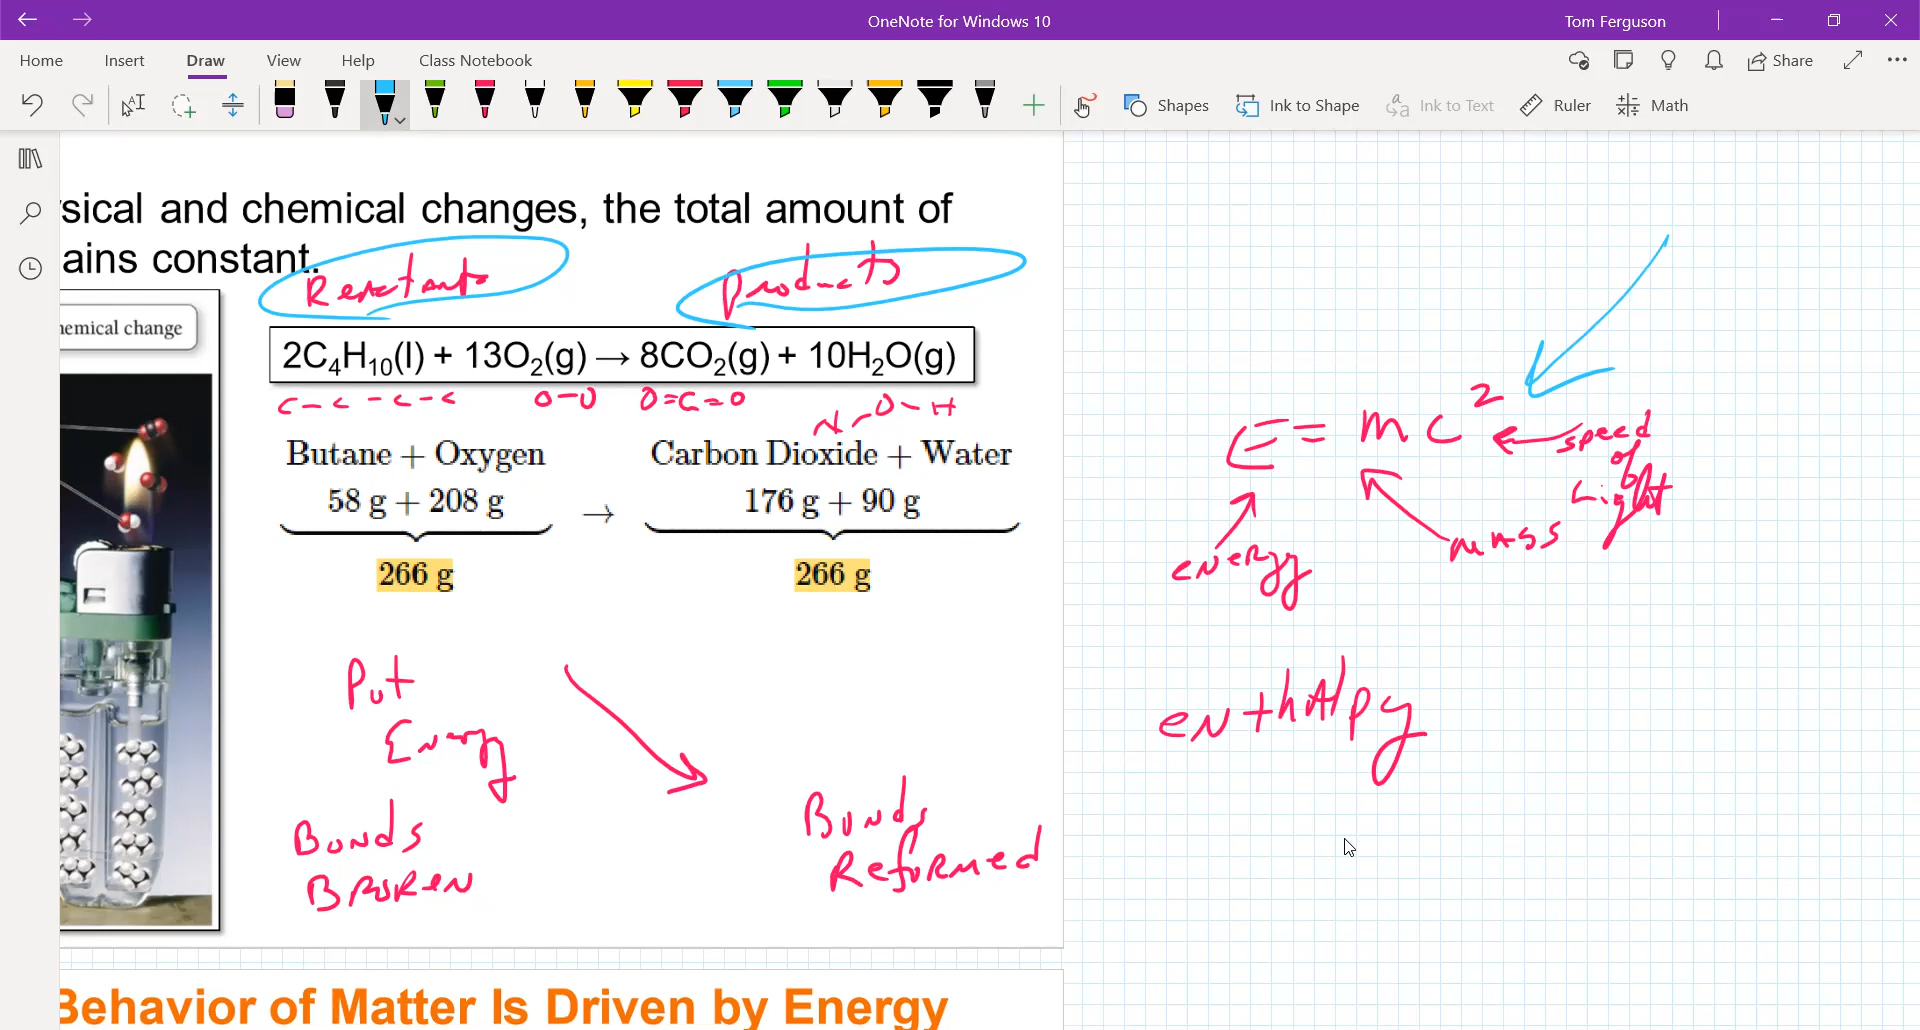 OneNote for Windows 10
Tom Ferguson
Home Insert Draw View Help Class Notebook
Share
Shapes Ink to Shape Ink to Text Ruler Math
sical and chemical changes, the total amount of
ains constant.
Reactants
Products
hemical change
2C₄H₁₀(l) + 13O₂(g) → 8CO₂(g) + 10H₂O(g)
C-C-C-C O-O O=C=O
H-O-H
Butane + Oxygen
Carbon Dioxide + Water
58 g + 208 g → 176 g + 90 g
266 g
266 g
Put
Energy
Bonds
Broken
Bonds
Reformed
E = mc²
speed
of
Light
mass
energy
enthAlpy
Behavior of Matter Is Driven by Energy